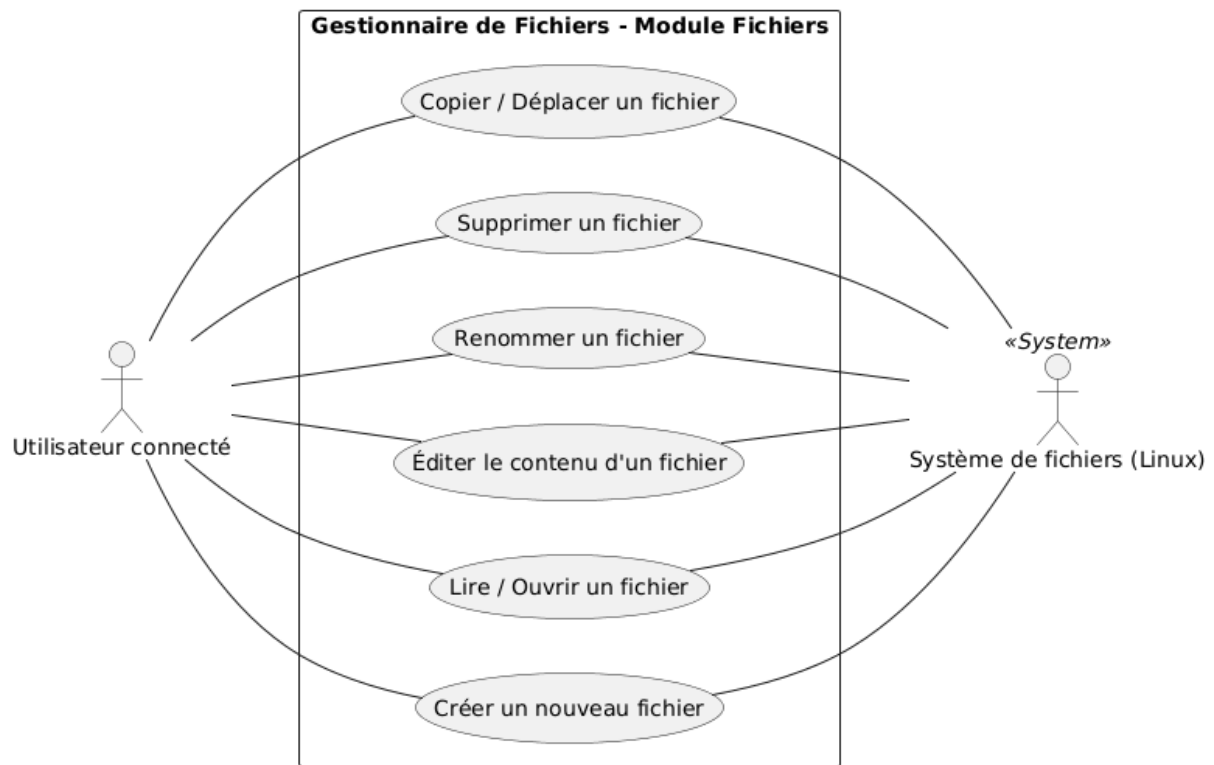 Gestionnaire de Fichiers - Module Fichiers
Copier / Déplacer un fichier
Supprimer un fichier
Renommer un fichier
«System»
Utilisateur connecté
Éditer le contenu d'un fichier
Système de fichiers (Linux)
Lire / Ouvrir un fichier
Créer un nouveau fichier